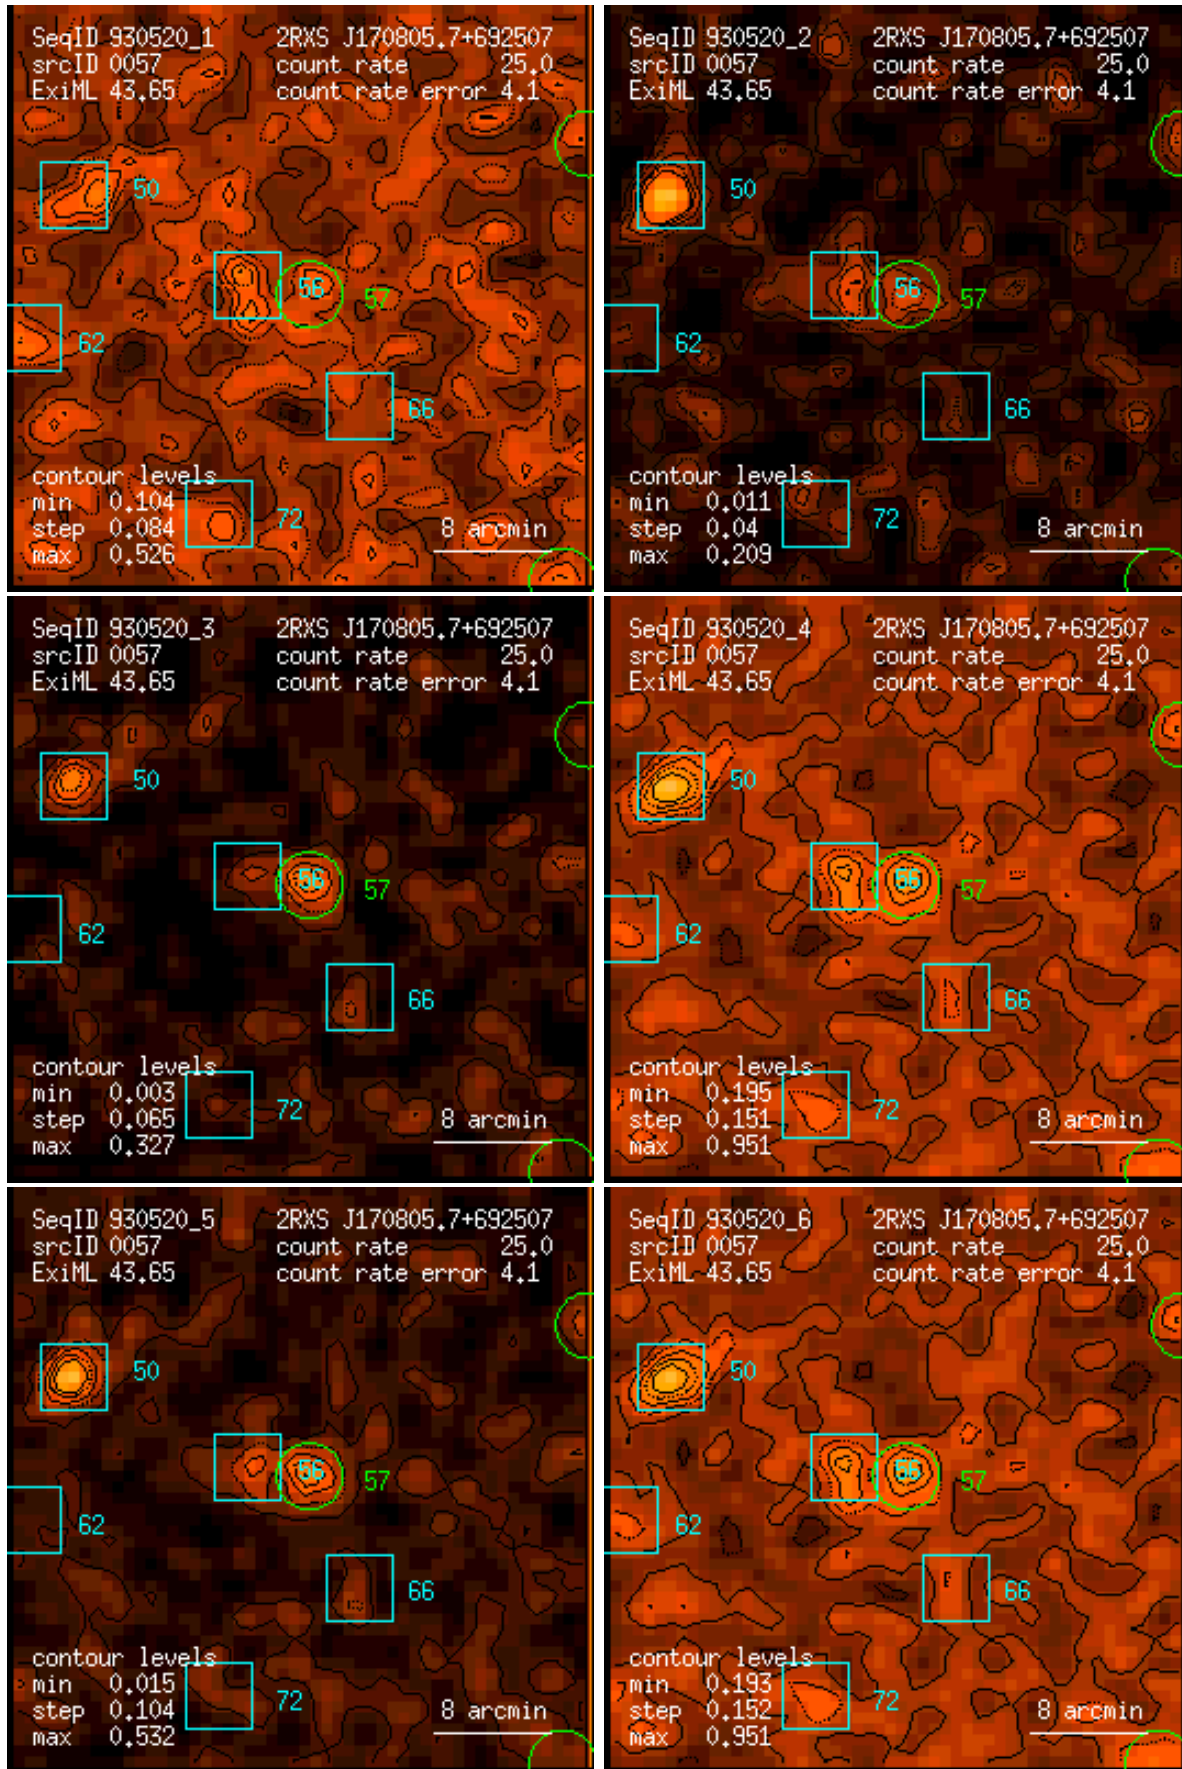 SeqID 930520_1 2RXS J170805.7+692507
srcID 0057 count rate 25.0
ExiML 43.65 count rate error 4.1
50
56
57
62
66
contour levels
min 0.104
step 0.084
max 0.526
72
8 arcmin
SeqID 930520_2 2RXS J170805.7+692507
srcID 0057 count rate 25.0
ExiML 43.65 count rate error 4.1
50
56
57
62
66
contour levels
min 0.011
step 0.04
max 0.209
72
8 arcmin
SeqID 930520_3 2RXS J170805.7+692507
srcID 0057 count rate 25.0
ExiML 43.65 count rate error 4.1
50
56
57
62
66
contour levels
min 0.003
step 0.065
max 0.327
72
8 arcmin
SeqID 930520_4 2RXS J170805.7+692507
srcID 0057 count rate 25.0
ExiML 43.65 count rate error 4.1
50
56
57
62
66
contour levels
min 0.195
step 0.151
max 0.951
72
8 arcmin
SeqID 930520_5 2RXS J170805.7+692507
srcID 0057 count rate 25.0
ExiML 43.65 count rate error 4.1
50
56
57
62
66
contour levels
min 0.015
step 0.104
max 0.532
72
8 arcmin
SeqID 930520_6 2RXS J170805.7+692507
srcID 0057 count rate 25.0
ExiML 43.65 count rate error 4.1
50
56
57
62
66
contour levels
min 0.193
step 0.152
max 0.951
72
8 arcmin